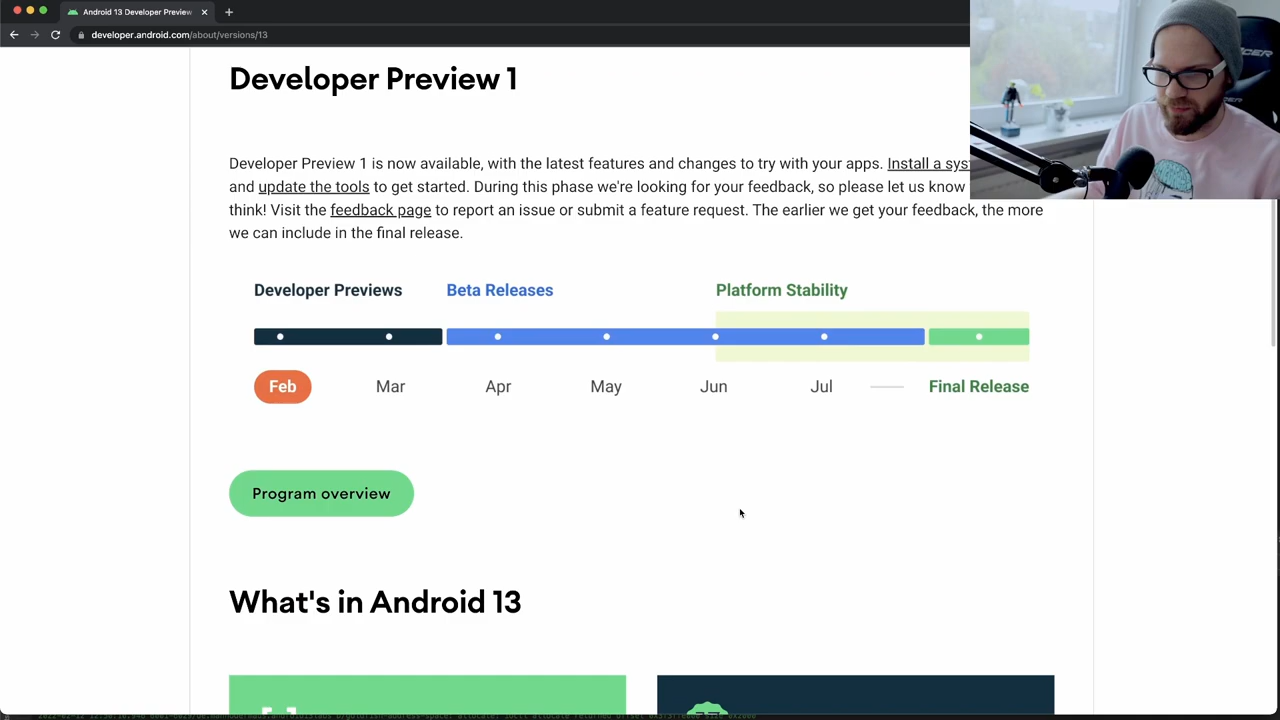 Android 13 Developer Preview
developer.android.com/about/versions/13
Developer Preview 1
Developer Preview 1 is now available, with the latest features and changes to try with your apps. Install a sys
and update the tools to get started. During this phase we're looking for your feedback, so please let us know
think! Visit the feedback page to report an issue or submit a feature request. The earlier we get your feedback, the more
we can include in the final release.
Developer Previews Beta Releases Platform Stability
Feb Mar Apr May Jun Jul Final Release
Program overview
What's in Android 13